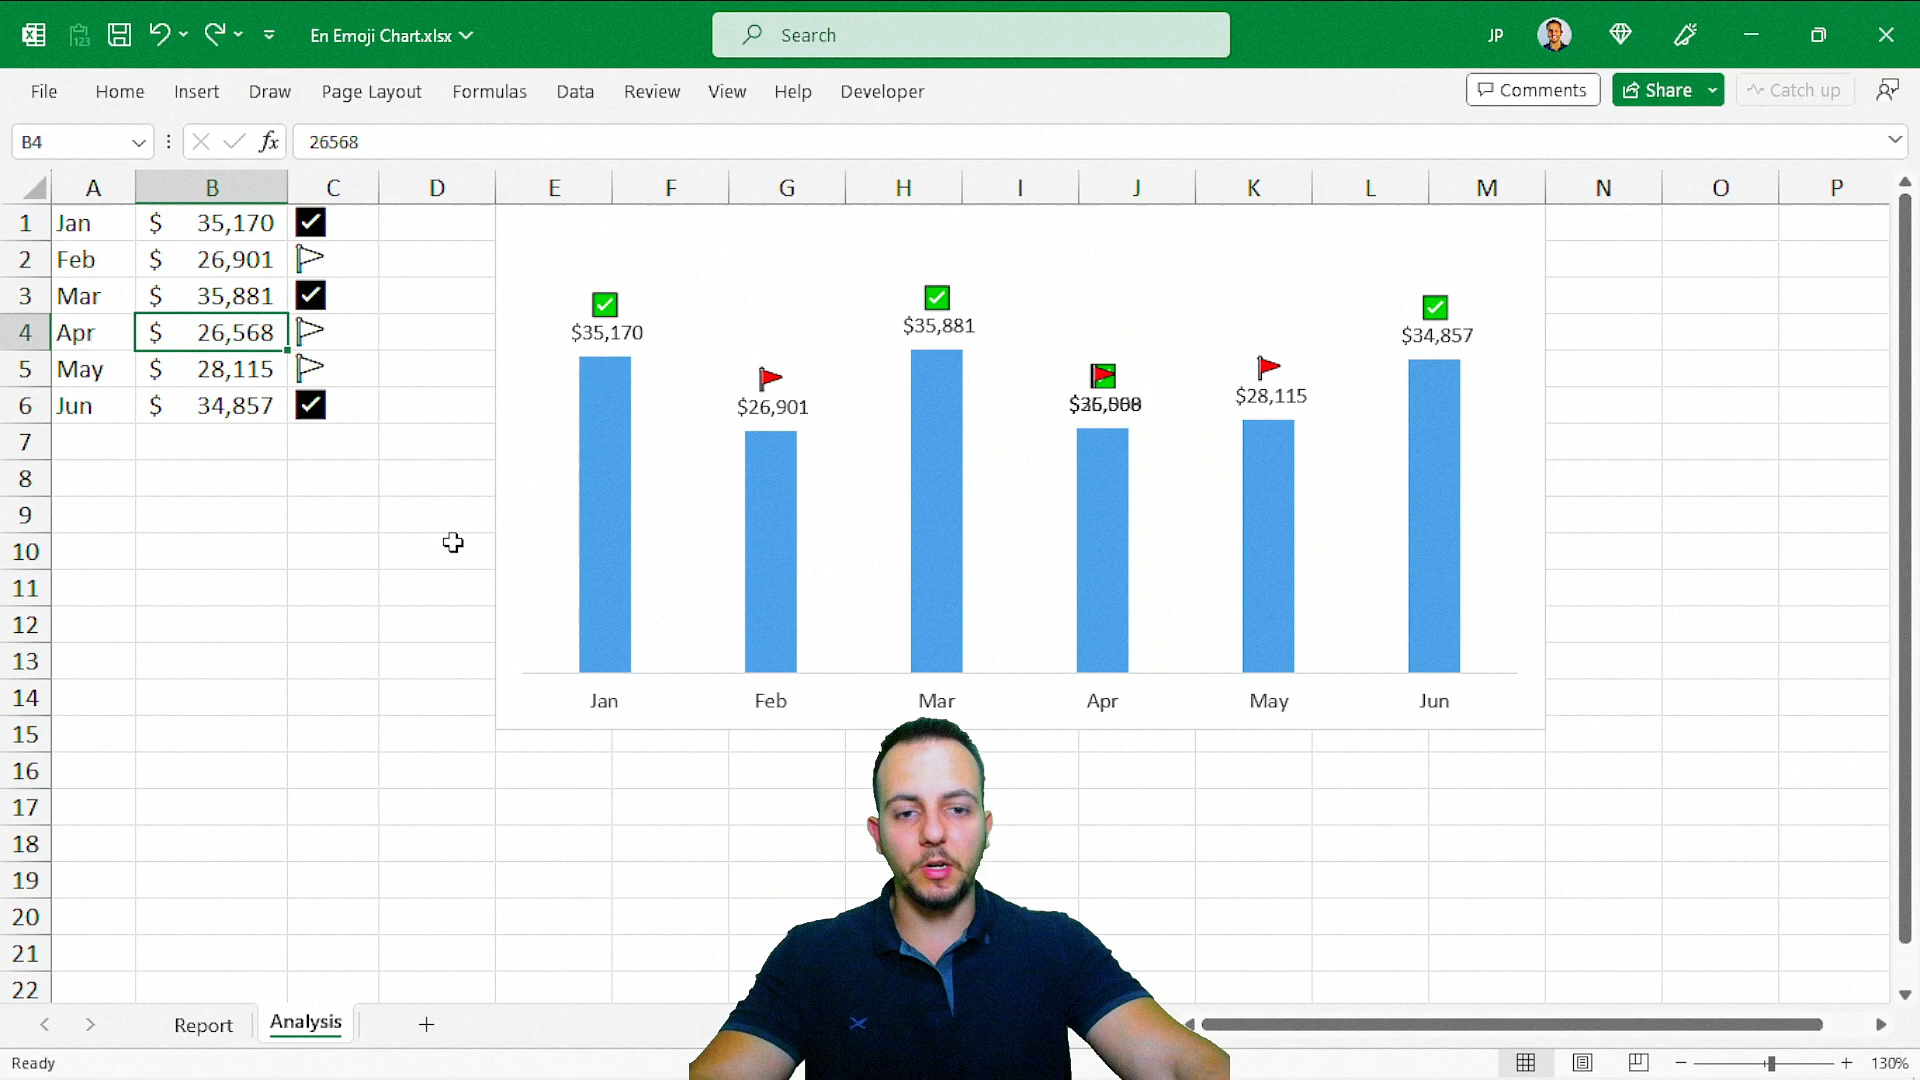 En Emoji Chart.xlsx
Search
JP
File Home Insert Draw Page Layout Formulas Data Review View Help Developer
Comments Share Catch up
B4 fx 26568
A B C D E F G H I J K L M N O P
1 Jan $ 35,170
2 Feb $ 26,901
3 Mar $ 35,881
4 Apr $ 26,568
5 May $ 28,115
6 Jun $ 34,857
7
8
9
10
11
12
13
14
15
16
17
18
19
20
21
22
$35,170
$26,901
$35,881
$28,115
$34,857
Jan Feb Mar Apr May Jun
Report Analysis
Ready
130%